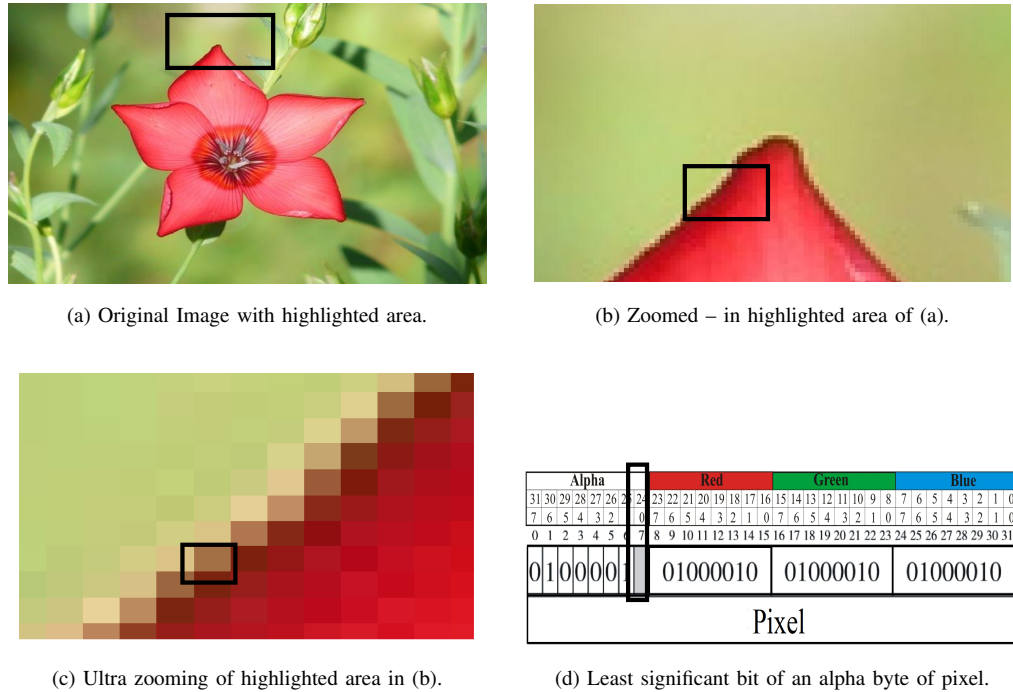 (a) Original Image with highlighted area.
(b) Zoomed – in highlighted area of (a).
(c) Ultra zooming of highlighted area in (b).
Alpha Red Green Blue
31 30 29 28 27 26 25 24 23 22 21 20 19 18 17 16 15 14 13 12 11 10 9 8 7 6 5 4 3 2 1 0
7 6 5 4 3 2 0 7 6 5 4 3 2 1 0 7 6 5 4 3 2 1 0 7 6 5 4 3 2 1 0
0 1 2 3 4 5 6 7 8 9 10 11 12 13 14 15 16 17 18 19 20 21 22 23 24 25 26 27 28 29 30 31
0 1 0 0 0 0 1 01000010 01000010 01000010
Pixel
(d) Least significant bit of an alpha byte of pixel.